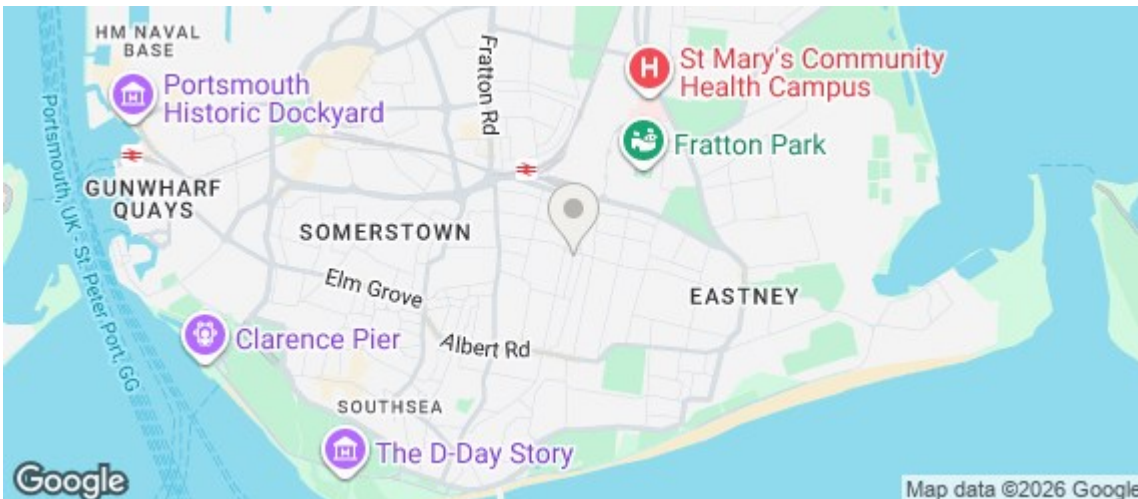 HM NAVAL
BASE
Portsmouth
Historic Dockyard
Fratton Rd
H
St Mary's Community
Health Campus
Fratton Park
GUNWHARF
QUAYS
SOMERSTOWN
Elm Grove
EASTNEY
Portsmouth, UK - St. Peter Port, GG
Clarence Pier
Albert Rd
SOUTHSEA
The D-Day Story
Google
Map data ©2026 Google